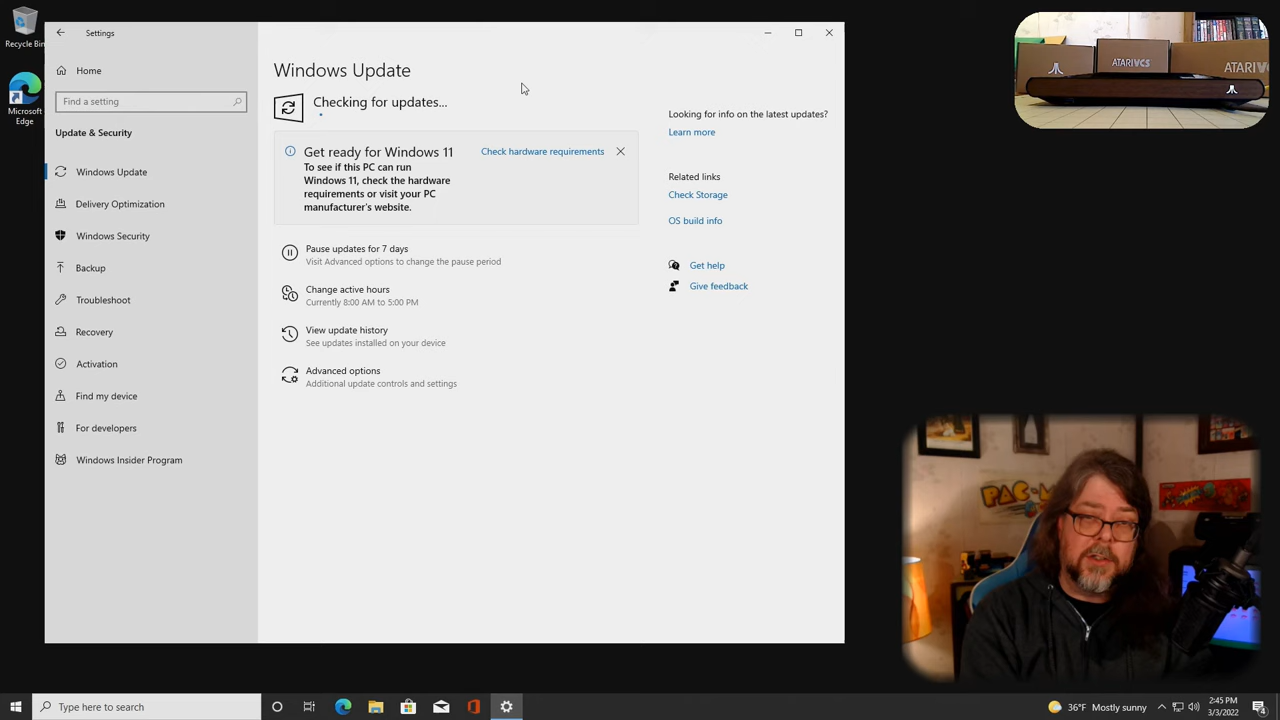 Recycle Bin
Microsoft
Edge
Settings
Home
Find a setting
Update & Security
Windows Update
Delivery Optimization
Windows Security
Backup
Troubleshoot
Recovery
Activation
Find my device
For developers
Windows Insider Program
Windows Update
Checking for updates...
Get ready for Windows 11
To see if this PC can run
Windows 11, check the hardware
requirements or visit your PC
manufacturer's website.
Check hardware requirements
Pause updates for 7 days
Visit Advanced options to change the pause period
Change active hours
Currently 8:00 AM to 5:00 PM
View update history
See updates installed on your device
Advanced options
Additional update controls and settings
Looking for info on the latest updates?
Learn more
Related links
Check Storage
OS build info
Get help
Give feedback
ATARI VCS
ATARI
PAC-M
Type here to search
36°F Mostly sunny
2:45 PM
3/3/2022
4